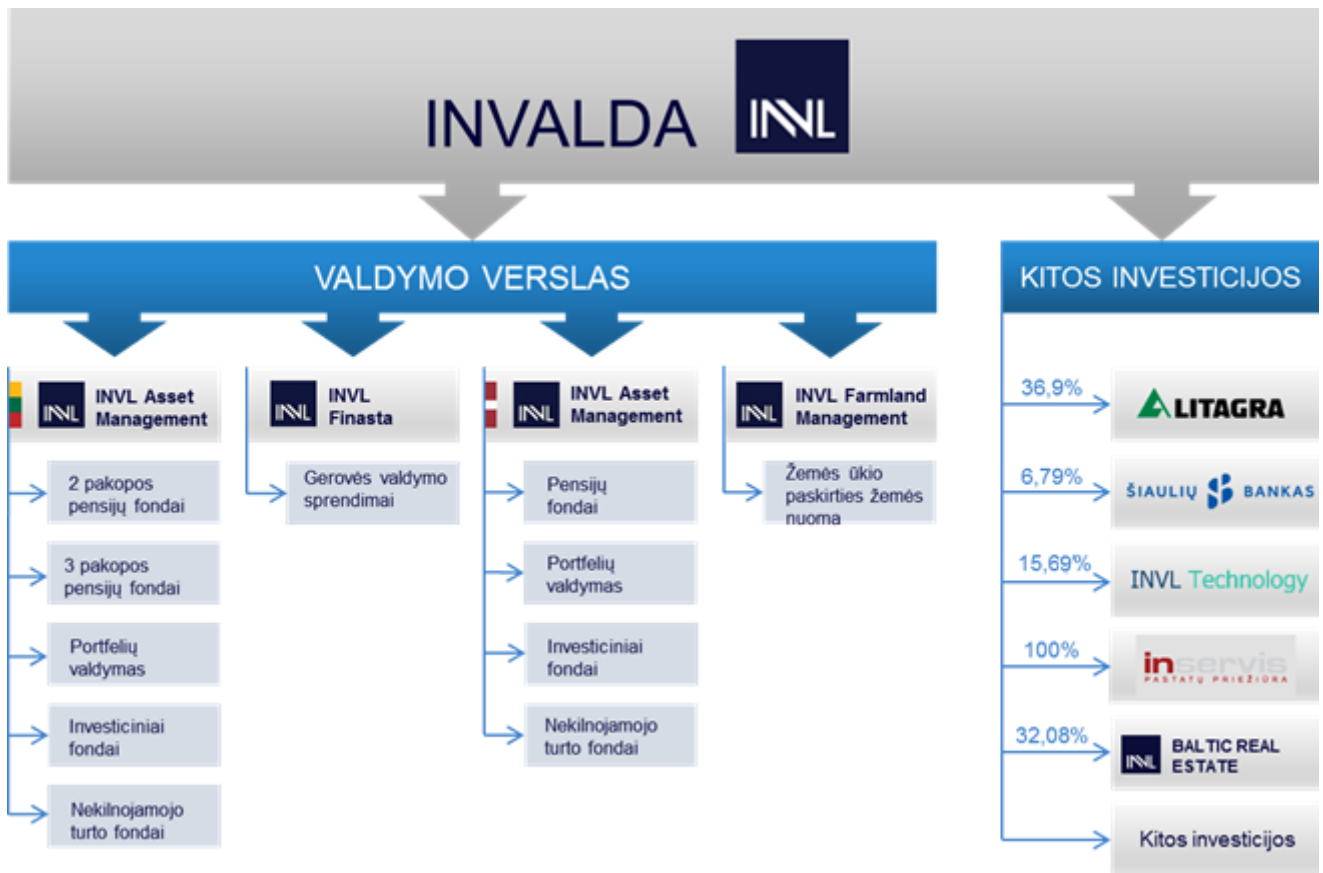 INVALDA INVL
VALDYMO VERSLAS
INVL INVL Asset
Management
2 pakopos
pensijų fondai
3 pakopos
pensijų fondai
Portfelių
valdymas
Investiciniai
fondai
Nekilnojamojo
turto fondai
INVL INVL
Finasta
Gerovės valdymo
sprendimai
INVL INVL Asset
Management
Pensijų
fondai
Portfelių
valdymas
Investiciniai
fondai
Nekilnojamojo
turto fondai
INVL INVL Farmland
Management
Žemės ūkio
paskirties žemės
nuoma
KITOS INVESTICIJOS
36,9% LITAGRA
6,79% ŠIAULIŲ BANKAS
15,69% INVL Technology
100% inservis
PASTATŲ PRIEŽIŪRA
32,08% INVL BALTIC REAL
ESTATE
Kitos investicijos